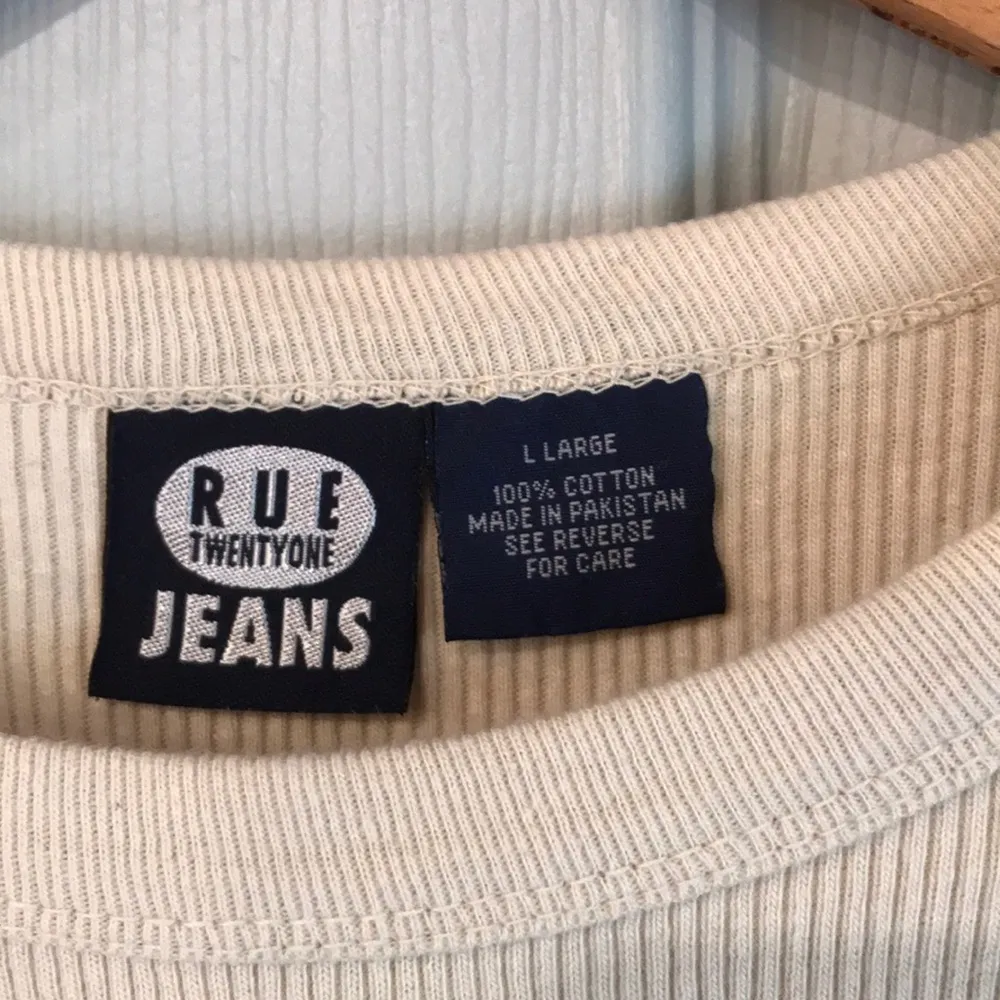 RUE
TWENTYONE
JEANS
L LARGE
100% COTTON
MADE IN PAKISTAN
SEE REVERSE
FOR CARE